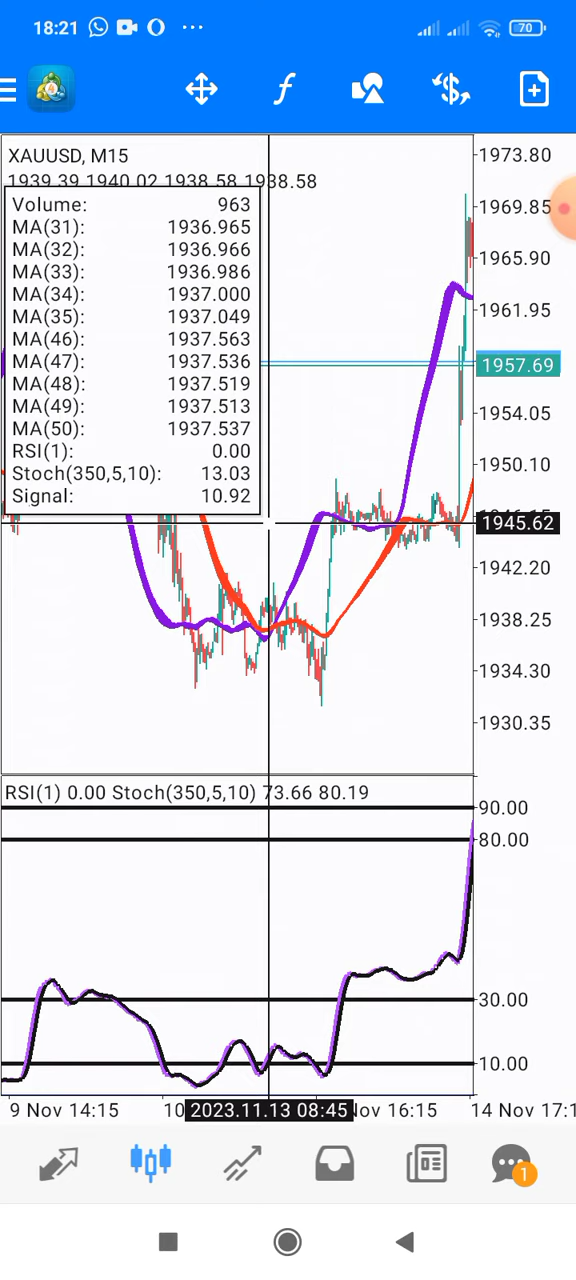 18:21 ... 70
XAUUSD, M15
1939.39 1940.02 1938.58 1938.58
Volume: 963
MA(31): 1936.965
MA(32): 1936.966
MA(33): 1936.986
MA(34): 1937.000
MA(35): 1937.049
MA(46): 1937.563
MA(47): 1937.536
MA(48): 1937.519
MA(49): 1937.513
MA(50): 1937.537
RSI(1): 0.00
Stoch(350,5,10): 13.03
Signal: 10.92
1973.80
1969.85
1965.90
1961.95
1957.69
1954.05
1950.10
1945.62
1942.20
1938.25
1934.30
1930.35
RSI(1) 0.00 Stoch(350,5,10) 73.66 80.19
90.00
80.00
30.00
10.00
9 Nov 14:15 10 2023.11.13 08:45 Nov 16:15 14 Nov 17:1
1